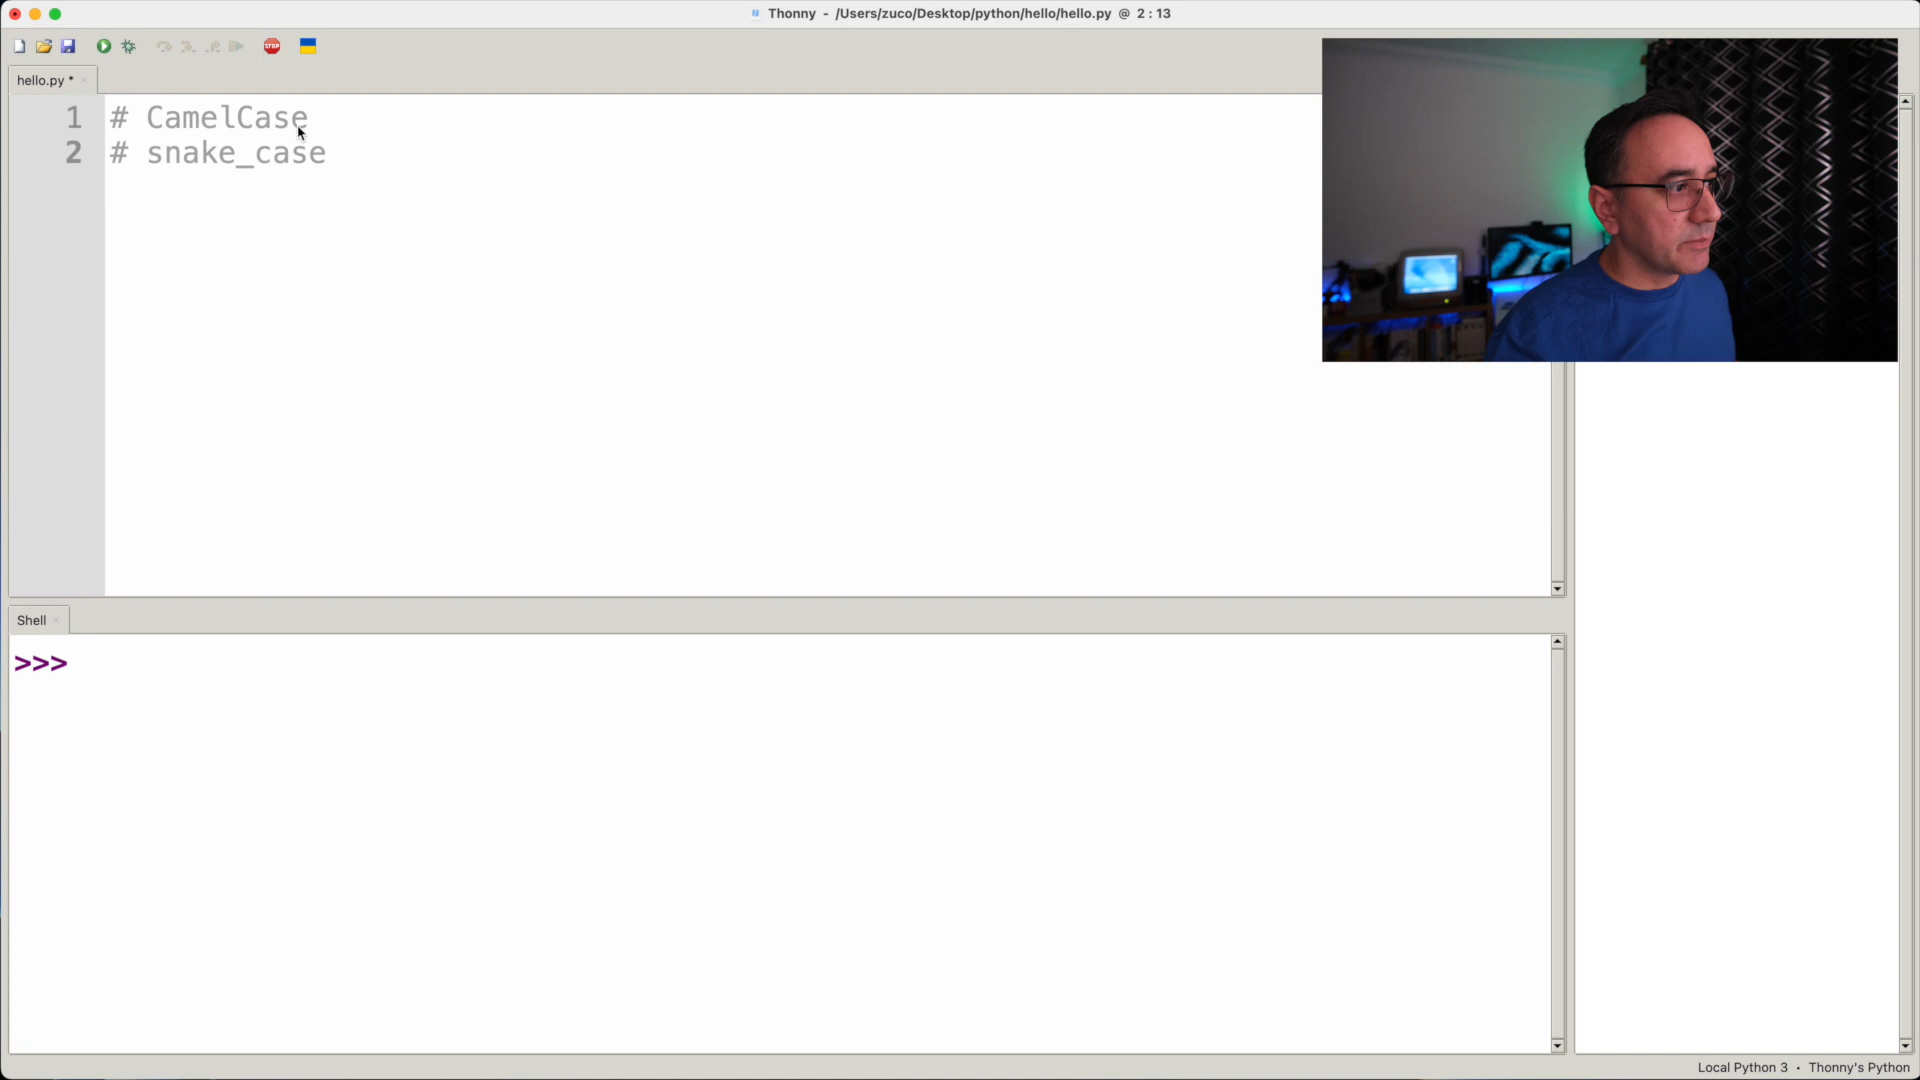 Thonny - /Users/zuco/Desktop/python/hello/hello.py @ 2 : 13
STOP
hello.py *
1 # CamelCase
2 # snake_case
Shell
>>>
Local Python 3 • Thonny's Python